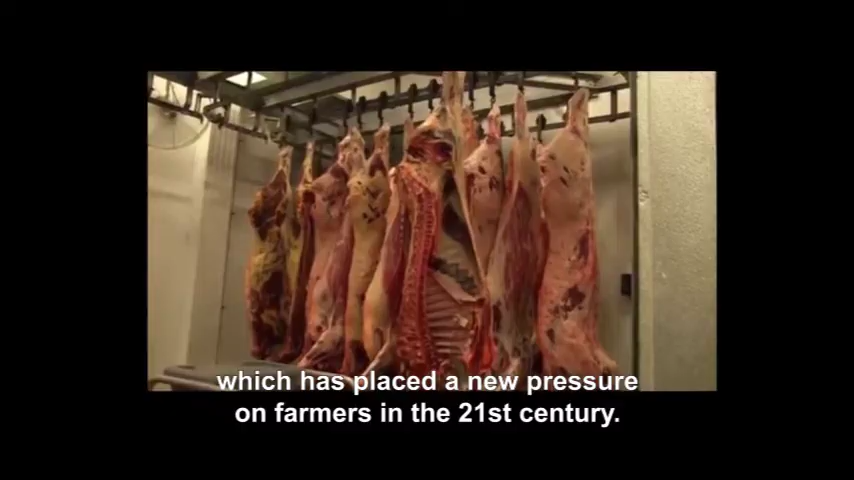 which has placed a new pressure
on farmers in the 21st century.